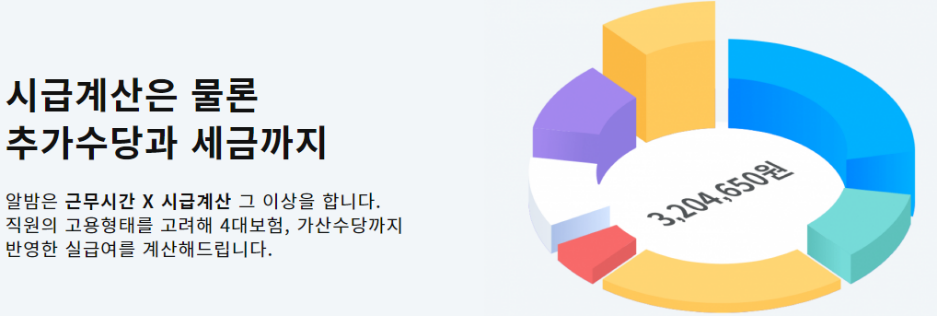 시급계산은 물론
추가수당과 세금까지
알밤은 근무시간 X 시급계산 그 이상을 합니다.
직원의 고용형태를 고려해 4대보험, 가산수당까지
반영한 실급여를 계산해드립니다.
3,204,650원